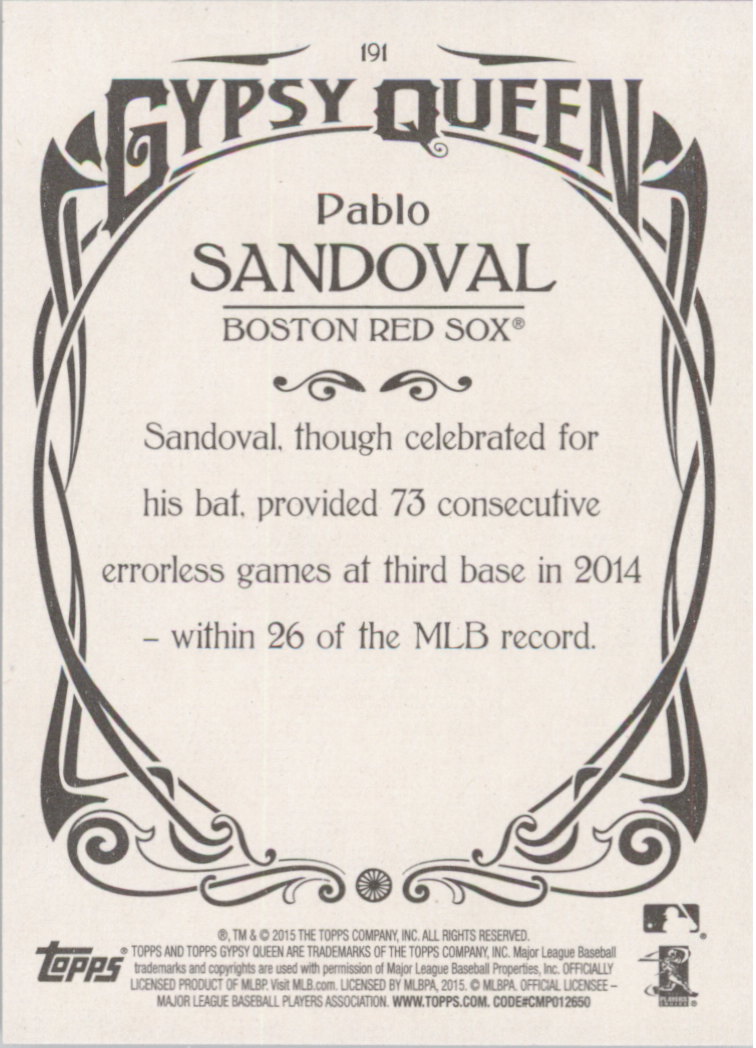 191
GYPSY QUEEN
Pablo
SANDOVAL
BOSTON RED SOX®
Sandoval, though celebrated for
his bat, provided 73 consecutive
errorless games at third base in 2014
– within 26 of the MLB record.
®, TM & © 2015 THE TOPPS COMPANY, INC. ALL RIGHTS RESERVED.
topps® TOPPS AND TOPPS GYPSY QUEEN ARE TRADEMARKS OF THE TOPPS COMPANY, INC. Major League Baseball
trademarks and copyrights are used with permission of Major League Baseball Properties, Inc. OFFICIALLY
LICENSED PRODUCT OF MLBP. Visit MLB.com. LICENSED BY MLBPA, 2015. © MLBPA. OFFICIAL LICENSEE –
MAJOR LEAGUE BASEBALL PLAYERS ASSOCIATION. WWW.TOPPS.COM. CODE#CMP012650